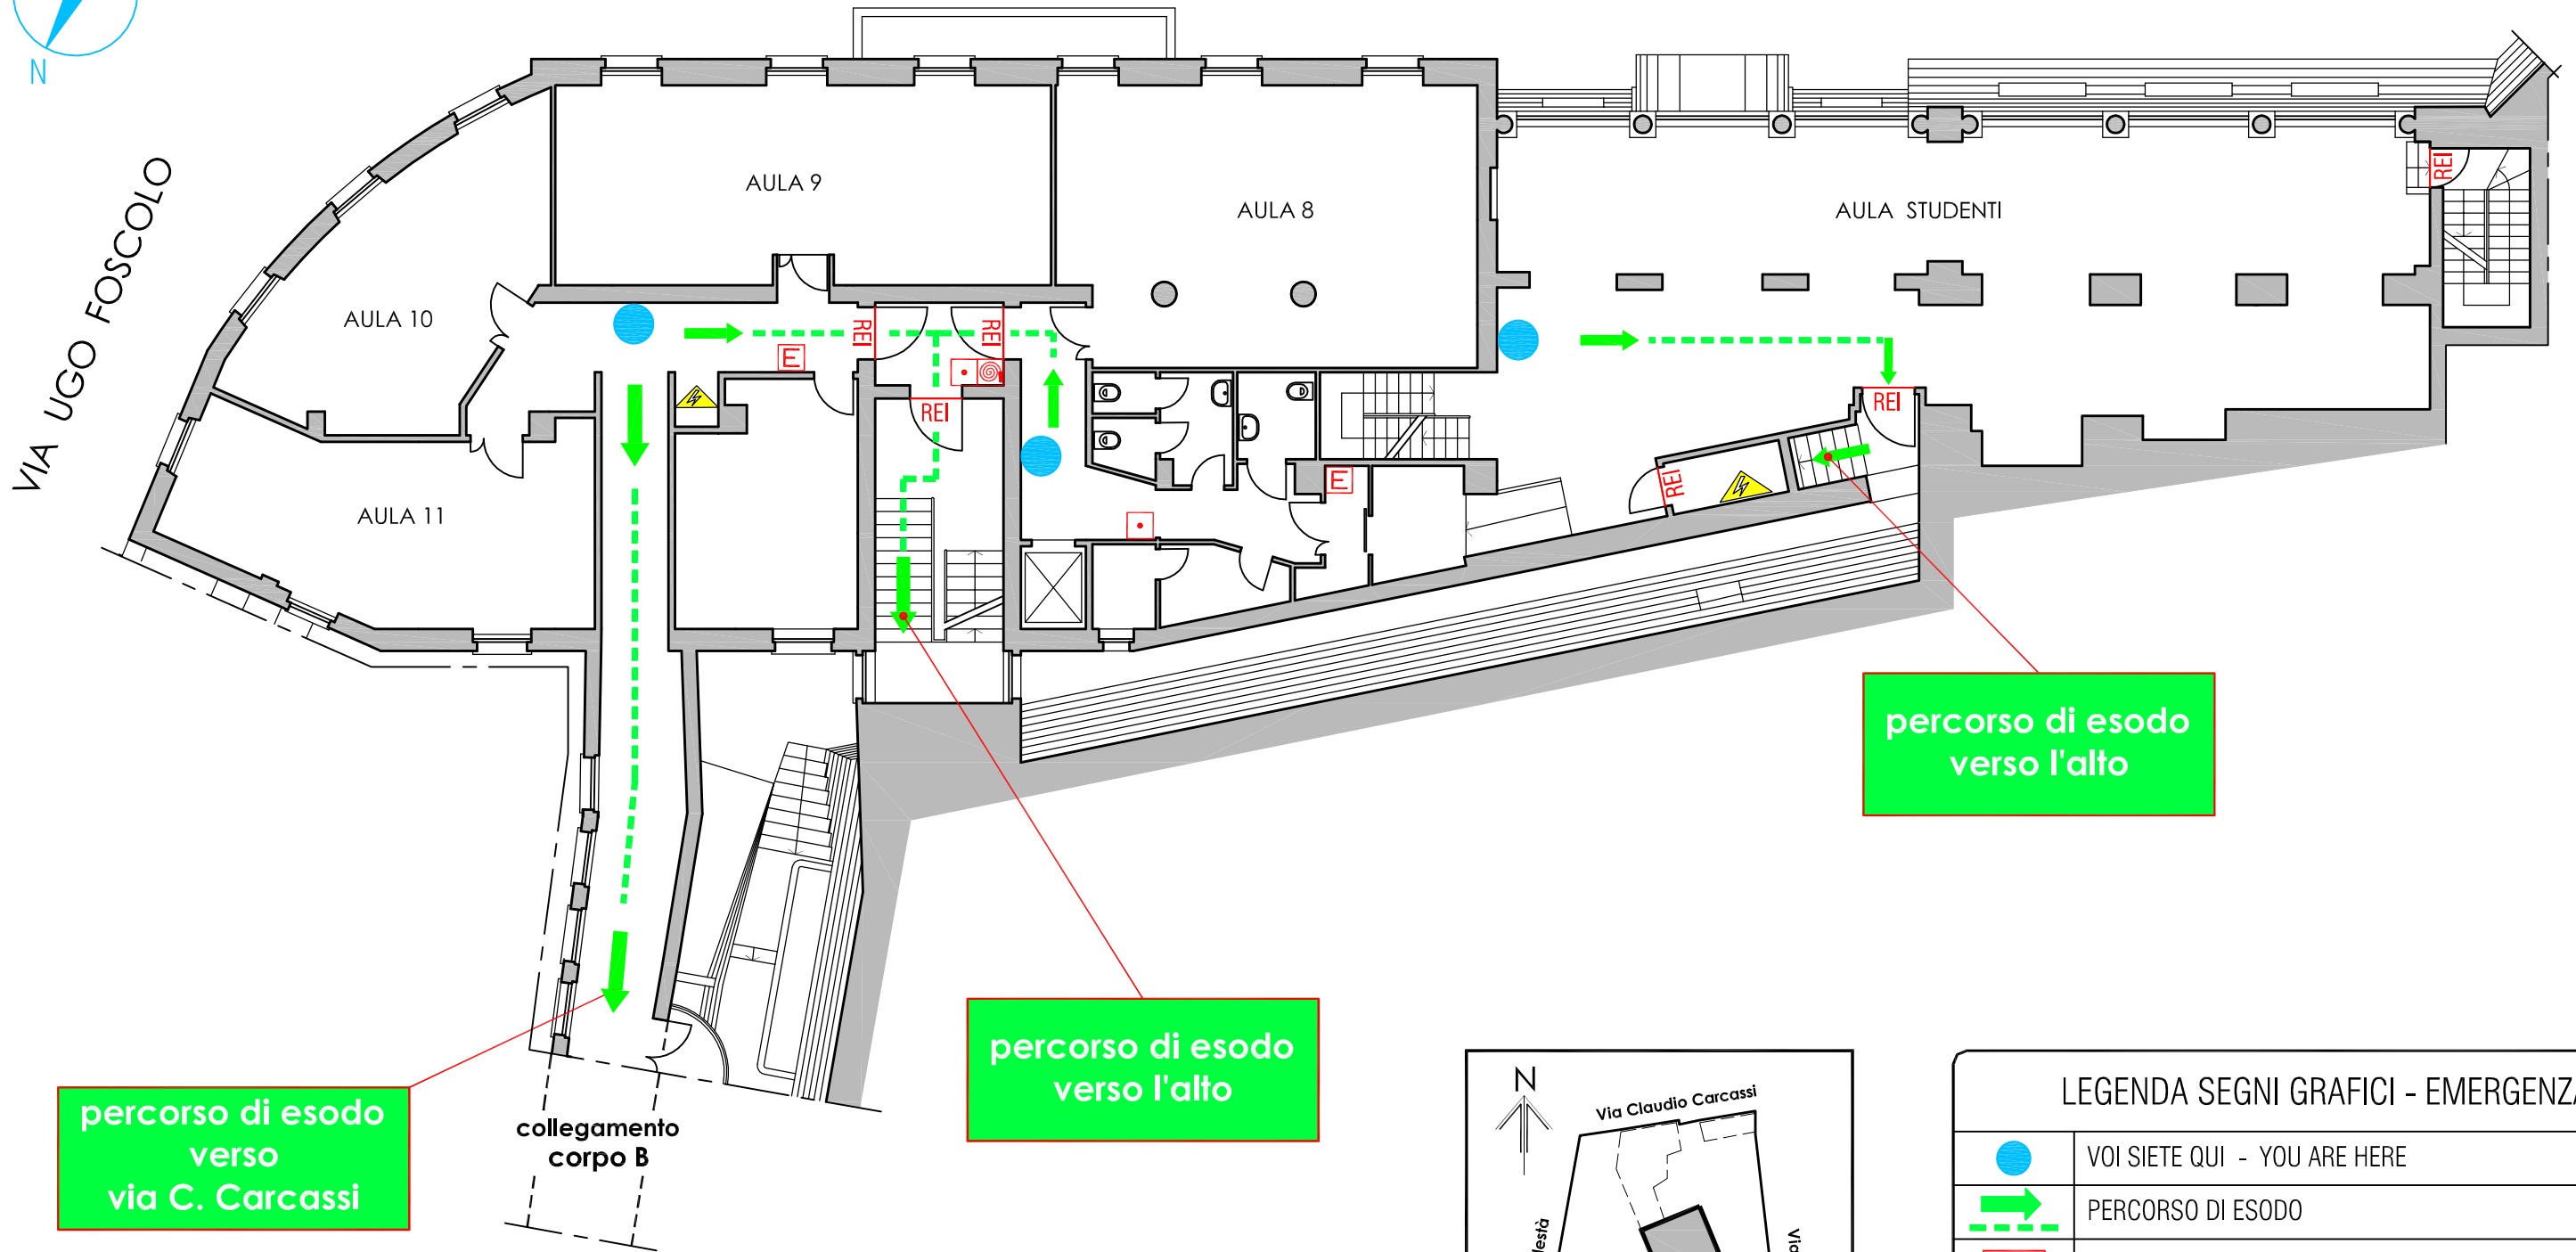 N
VIA UGO FOSCOLO
AULA 9
AULA 8
AULA STUDENTI
REI
AULA 10
REI
REI
E
REI
REI
AULA 11
E
REI
percorso di esodo
verso l'alto
percorso di esodo
verso l'alto
percorso di esodo
verso
via C. Carcassi
collegamento
corpo B
N
Via Claudio Carcassi
Via
LEGENDA SEGNI GRAFICI - EMERGENZA
VOI SIETE QUI - YOU ARE HERE
PERCORSO DI ESODO